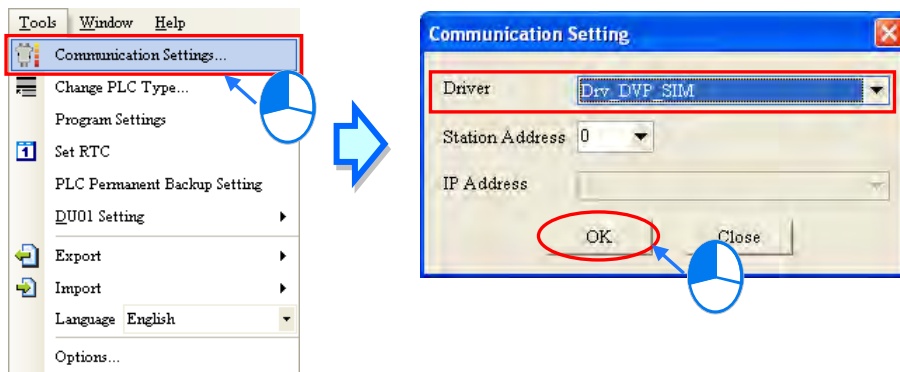 Tools Window Help
Communication Settings...
Change PLC Type...
Program Settings
1 Set RTC
PLC Permanent Backup Setting
DU01 Setting
Export
Import
Language English
Options...
Communication Setting
Driver Drv_DVP_SIM
Station Address 0
IP Address
OK Close